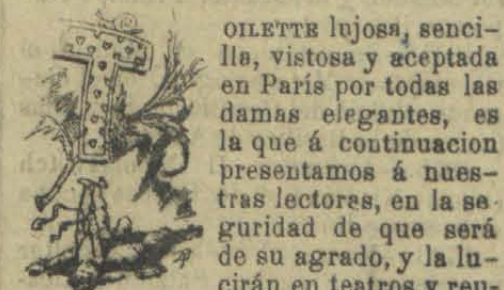 TOILETTE lujosa, senci-
lla, vistosa y aceptada
en París por todas las
damas elegantes, es
la que á continuacion
presentamos á nues-
tras lectoras, en la se
guridad de que será
de su agrado, y la lu-
cirán en teatros y reu-